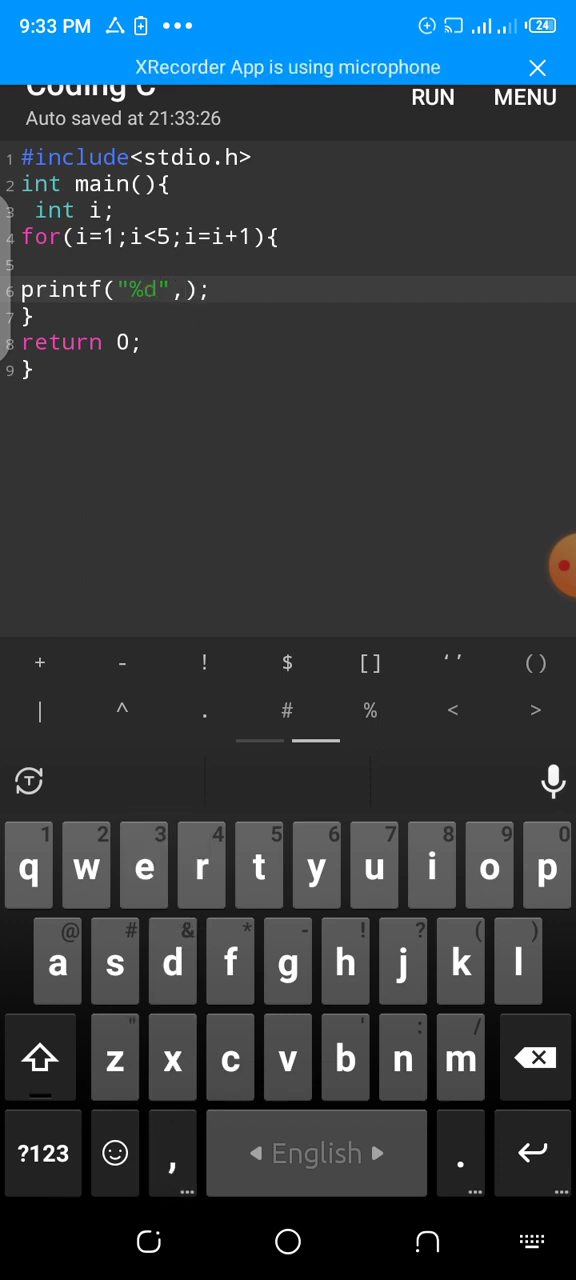 9:33 PM ••• 24
XRecorder App is using microphone
Coding C
RUN MENU
Auto saved at 21:33:26
1 #include<stdio.h>
2 int main(){
3 int i;
4 for(i=1;i<5;i=i+1){
5
6 printf("%d",);
7 }
8 return 0;
9 }
+ - ! $ [] ‘ ’ ()
| ^ . # % < >
T
1 2 3 4 5 6 7 8 9 0
q w e r t y u i o p
@ # & * - ! ? ( )
a s d f g h j k l
" ' : /
z x c v b n m
?123 , English .